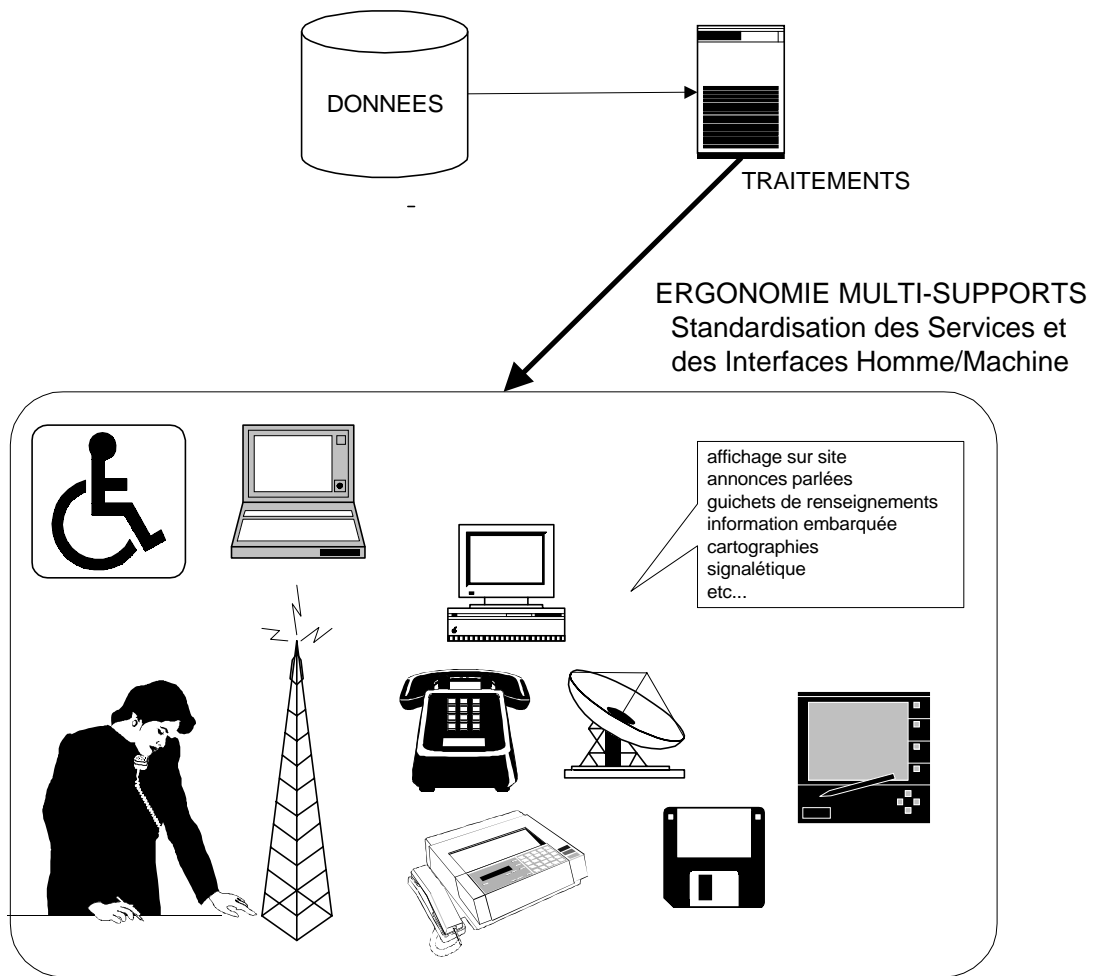 DONNEES
TRAITEMENTS
ERGONOMIE MULTI-SUPPORTS
Standardisation des Services et
des Interfaces Homme/Machine
affichage sur site
annonces parlées
guichets de renseignements
information embarquée
cartographies
signalétique
etc...